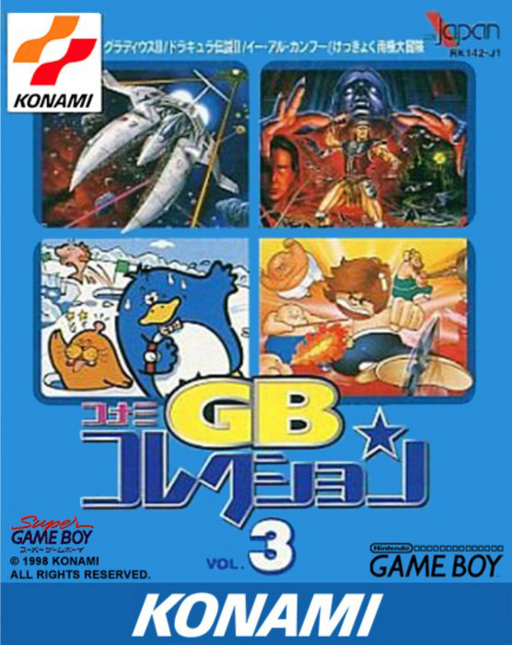 Japan
RK142-J1
グラディウスII/ドラキュラ伝説II/イー・アル・カンフー/けっきょく南極大冒険
KONAMI
コナミ GB
コレクション
VOL. 3
Super
GAME BOY
スーパーゲームボーイ
© 1998 KONAMI
ALL RIGHTS RESERVED.
Nintendo
GAME BOY
KONAMI